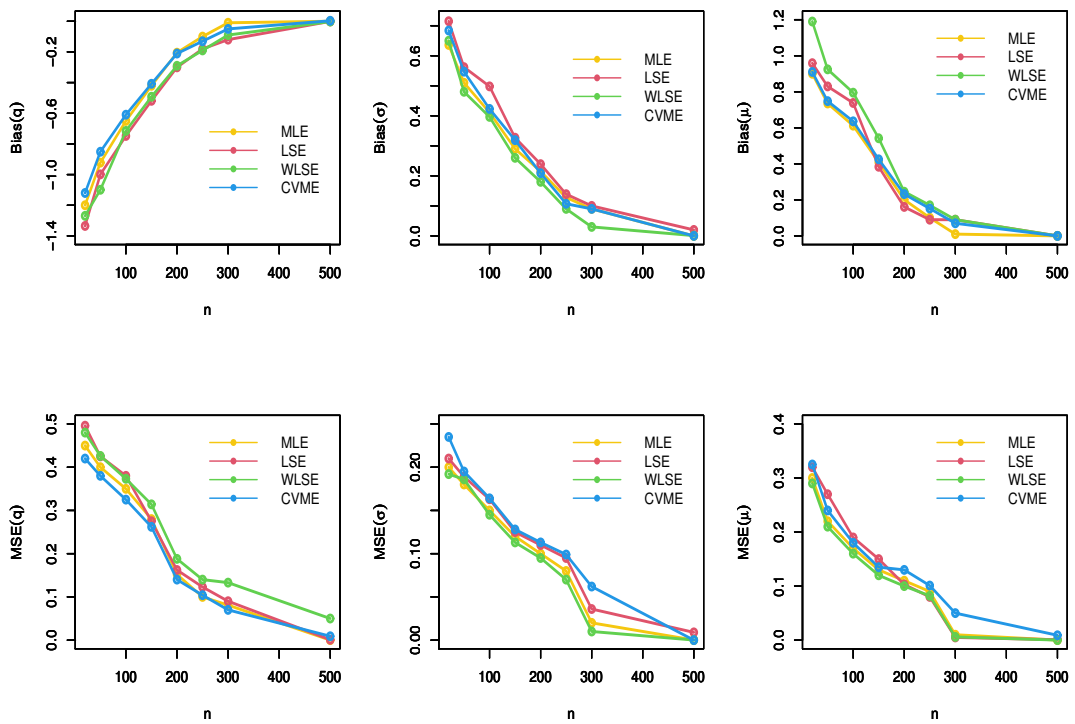 Bias(q)
-0.2
-0.6
-1.0
-1.4
MLE
LSE
WLSE
CVME
100 200 300 400 500
n
Bias(σ)
0.6
0.4
0.2
0.0
MLE
LSE
WLSE
CVME
100 200 300 400 500
n
Bias(μ)
1.2
1.0
0.8
0.6
0.4
0.2
0.0
MLE
LSE
WLSE
CVME
100 200 300 400 500
n
MSE(q)
0.5
0.4
0.3
0.2
0.1
0.0
MLE
LSE
WLSE
CVME
100 200 300 400 500
n
MSE(σ)
0.20
0.10
0.00
MLE
LSE
WLSE
CVME
100 200 300 400 500
n
MSE(μ)
0.4
0.3
0.2
0.1
0.0
MLE
LSE
WLSE
CVME
100 200 300 400 500
n